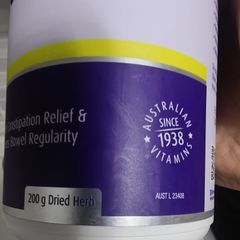 Constipation Relief &
Bowel Regularity
AUSTRALIAN
SINCE
1938
VITAMINS
200 g Dried Herb
AUST L 23408